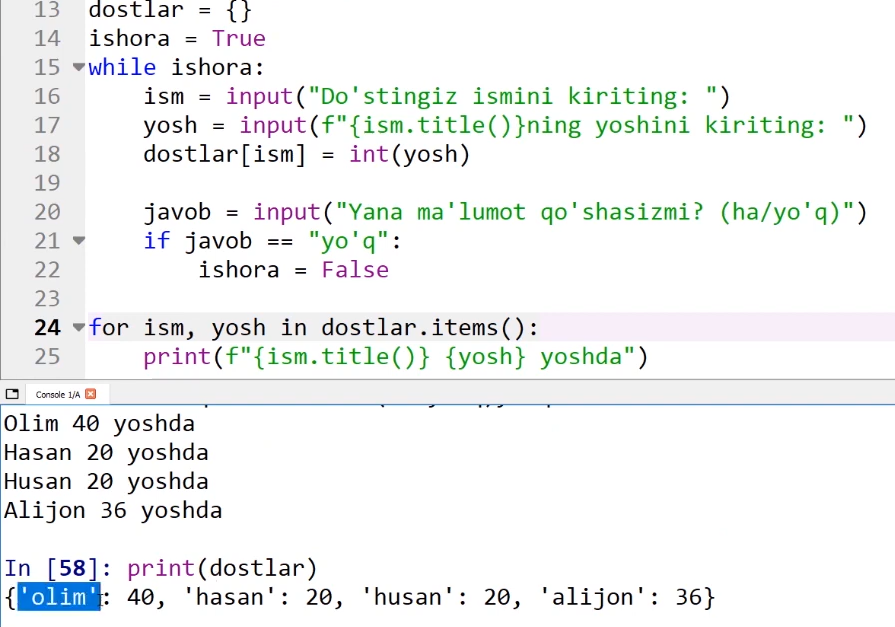 13 dostlar = {}
14 ishora = True
15 while ishora:
16     ism = input("Do'stingiz ismini kiriting: ")
17     yosh = input(f"{ism.title()}ning yoshini kiriting: ")
18     dostlar[ism] = int(yosh)
19
20     javob = input("Yana ma'lumot qo'shasizmi? (ha/yo'q)")
21     if javob == "yo'q":
22         ishora = False
23
24 for ism, yosh in dostlar.items():
25     print(f"{ism.title()} {yosh} yoshda")
Console 1/A
Olim 40 yoshda
Hasan 20 yoshda
Husan 20 yoshda
Alijon 36 yoshda
In [58]: print(dostlar)
{'olim': 40, 'hasan': 20, 'husan': 20, 'alijon': 36}